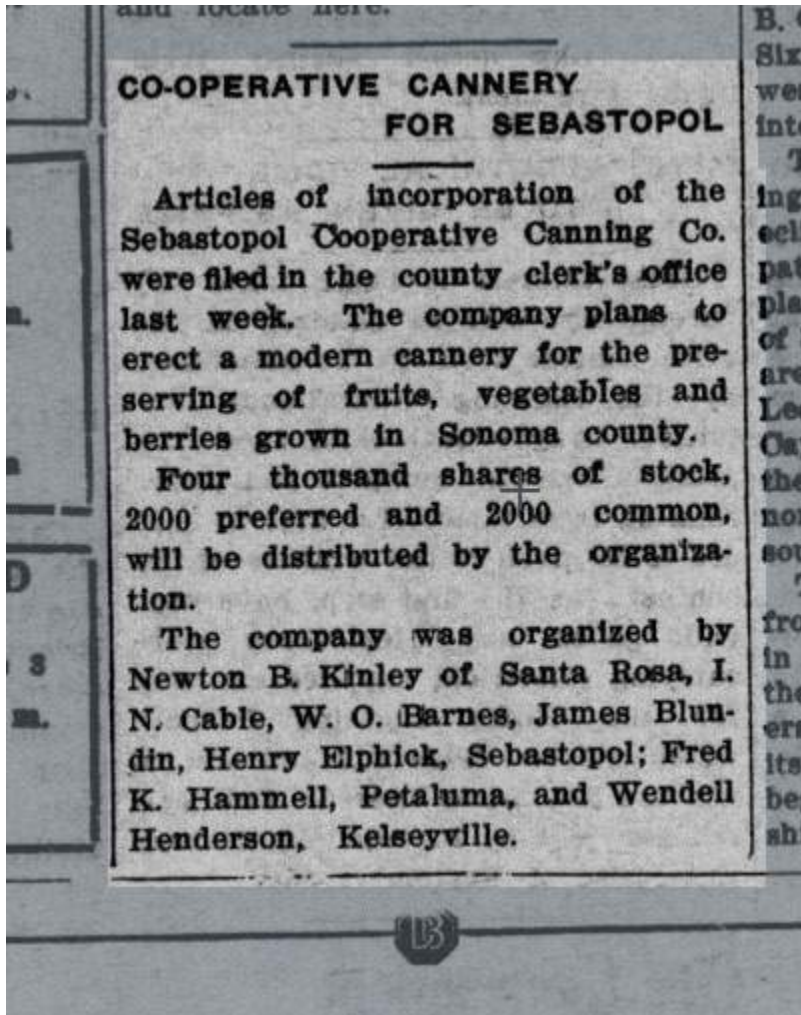 and locate here.
CO-OPERATIVE CANNERY
FOR SEBASTOPOL
Articles of incorporation of the
Sebastopol Cooperative Canning Co.
were filed in the county clerk's office
last week. The company plans to
erect a modern cannery for the pre-
serving of fruits, vegetables and
berries grown in Sonoma county.
Four thousand shares of stock,
2000 preferred and 2000 common,
will be distributed by the organiza-
tion.
The company was organized by
Newton B. Kinley of Santa Rosa, I.
N. Cable, W. O. Barnes, James Blun-
din, Henry Elphick, Sebastopol; Fred
K. Hammell, Petaluma, and Wendell
Henderson, Kelseyville.